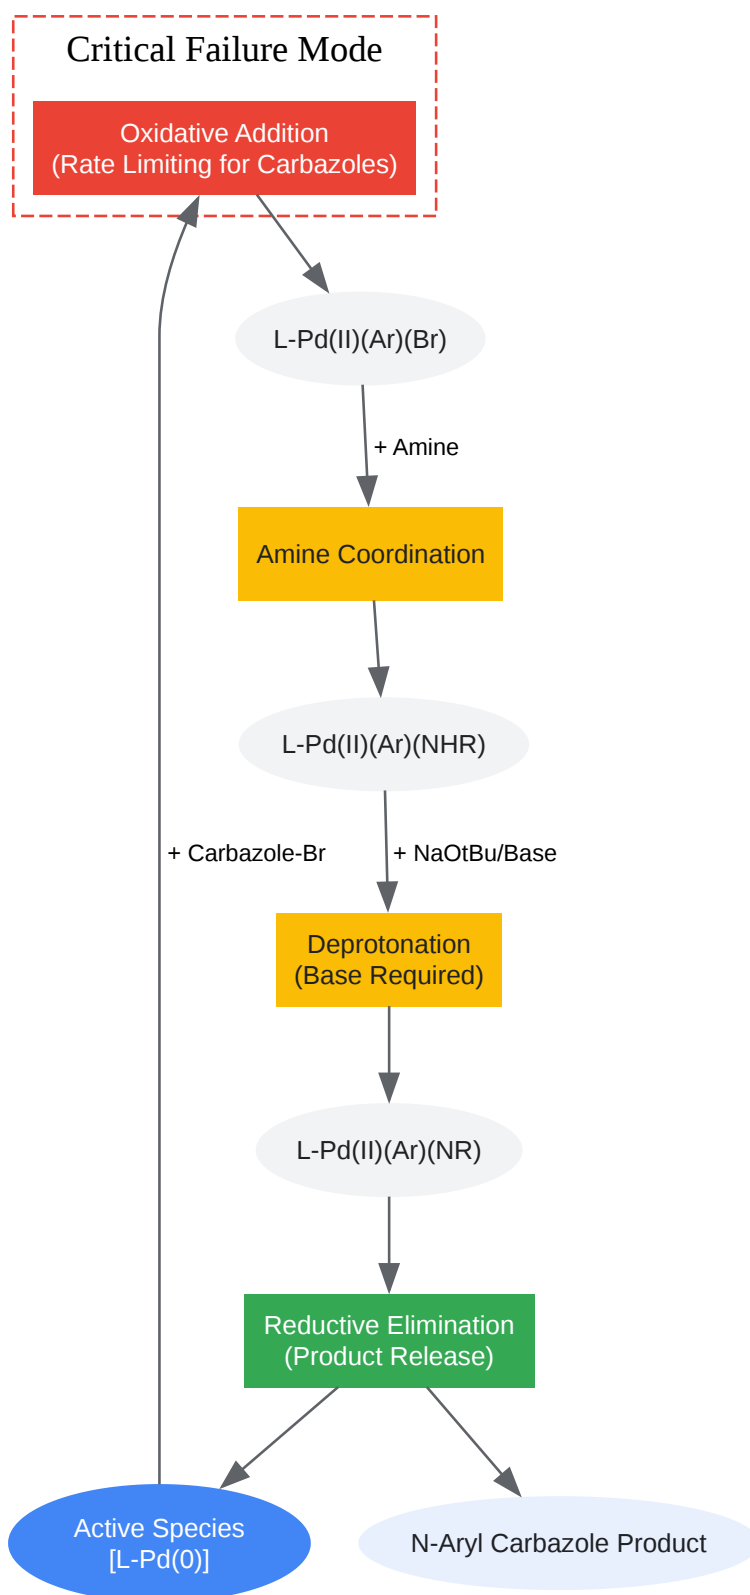 Critical Failure Mode
Oxidative Addition
(Rate Limiting for Carbazoles)
L-Pd(II)(Ar)(Br)
+ Amine
Amine Coordination
L-Pd(II)(Ar)(NHR)
+ Carbazole-Br
+ NaOtBu/Base
Deprotonation
(Base Required)
L-Pd(II)(Ar)(NR)
Reductive Elimination
(Product Release)
Active Species
[L-Pd(0)]
N-Aryl Carbazole Product